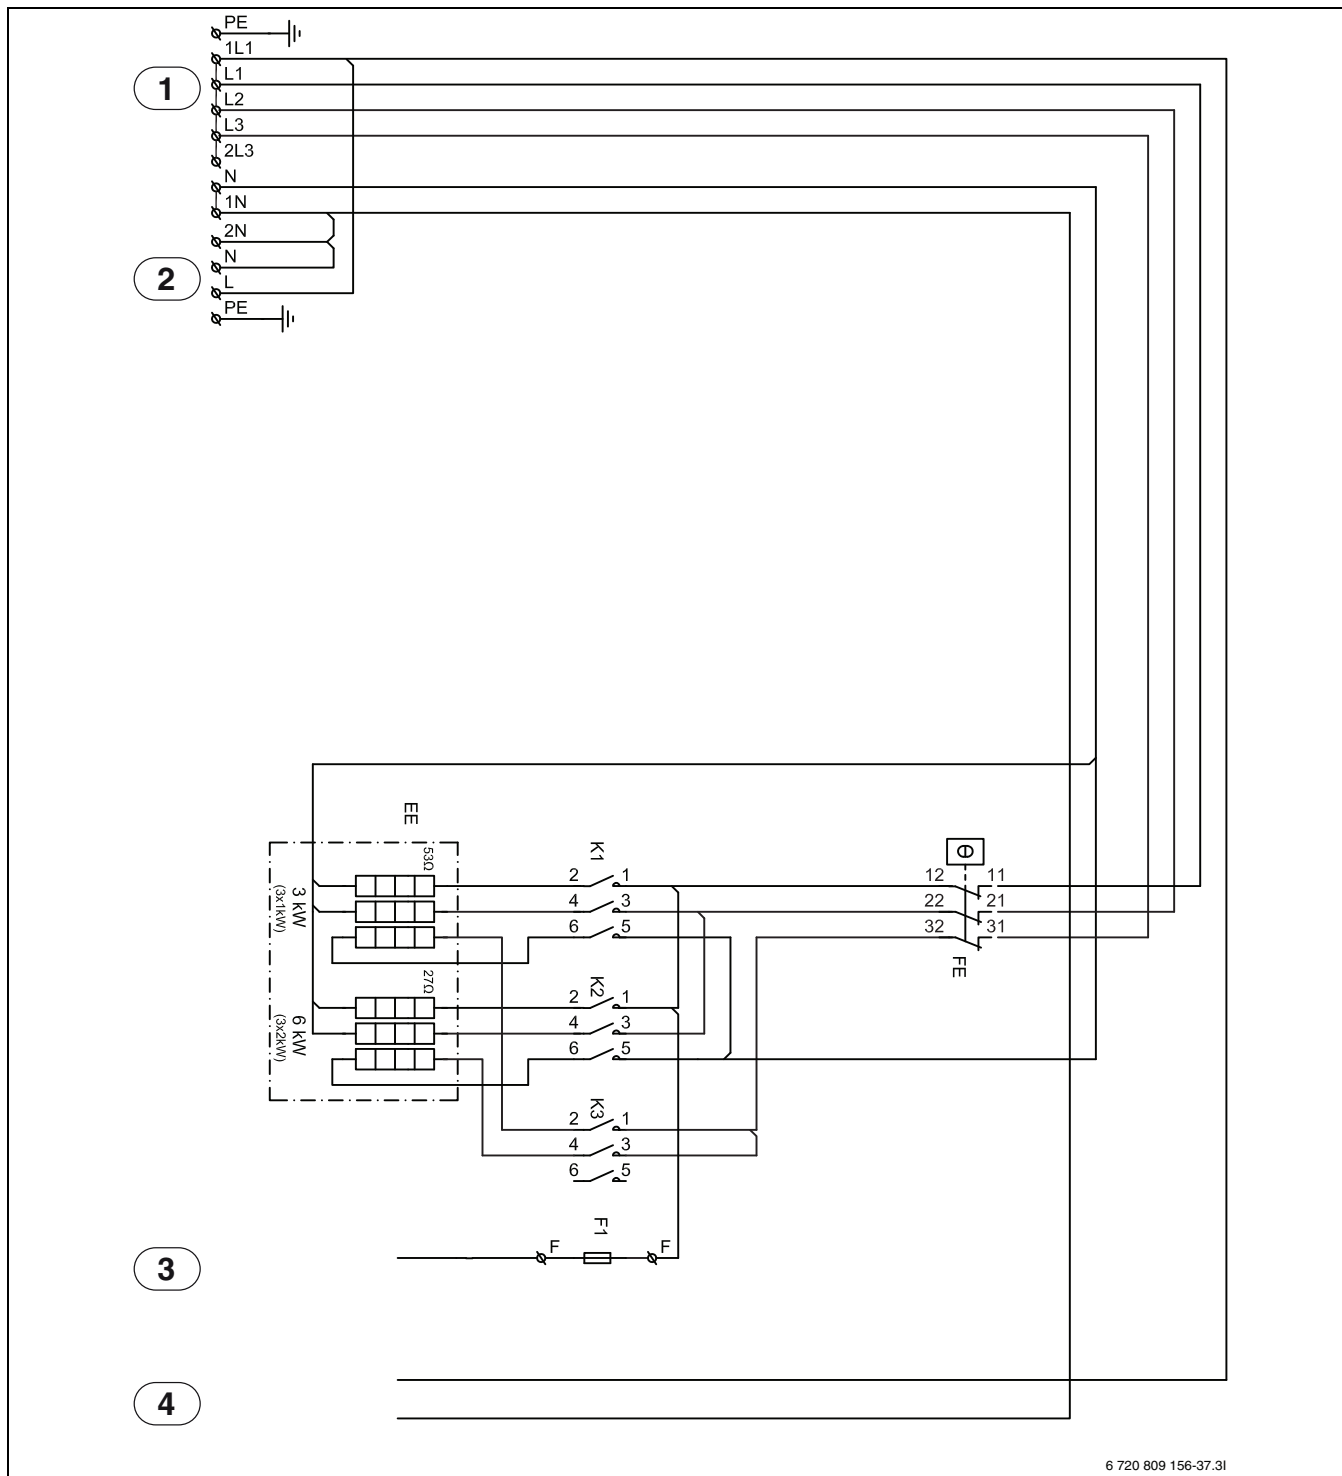 PE
1L1
1
L1
L2
L3
2L3
N
1N
2N
2
N
L
PE
EE
53Ω
3 kW
(3x1kW)
27Ω
6 kW
(3x2kW)
K1
2 1
4 3
6 5
K2
2 1
4 3
6 5
K3
2 1
4 3
6 5
θ
12 11
22 21
32 31
FE
F1
F F
3
4
6 720 809 156-37.3I